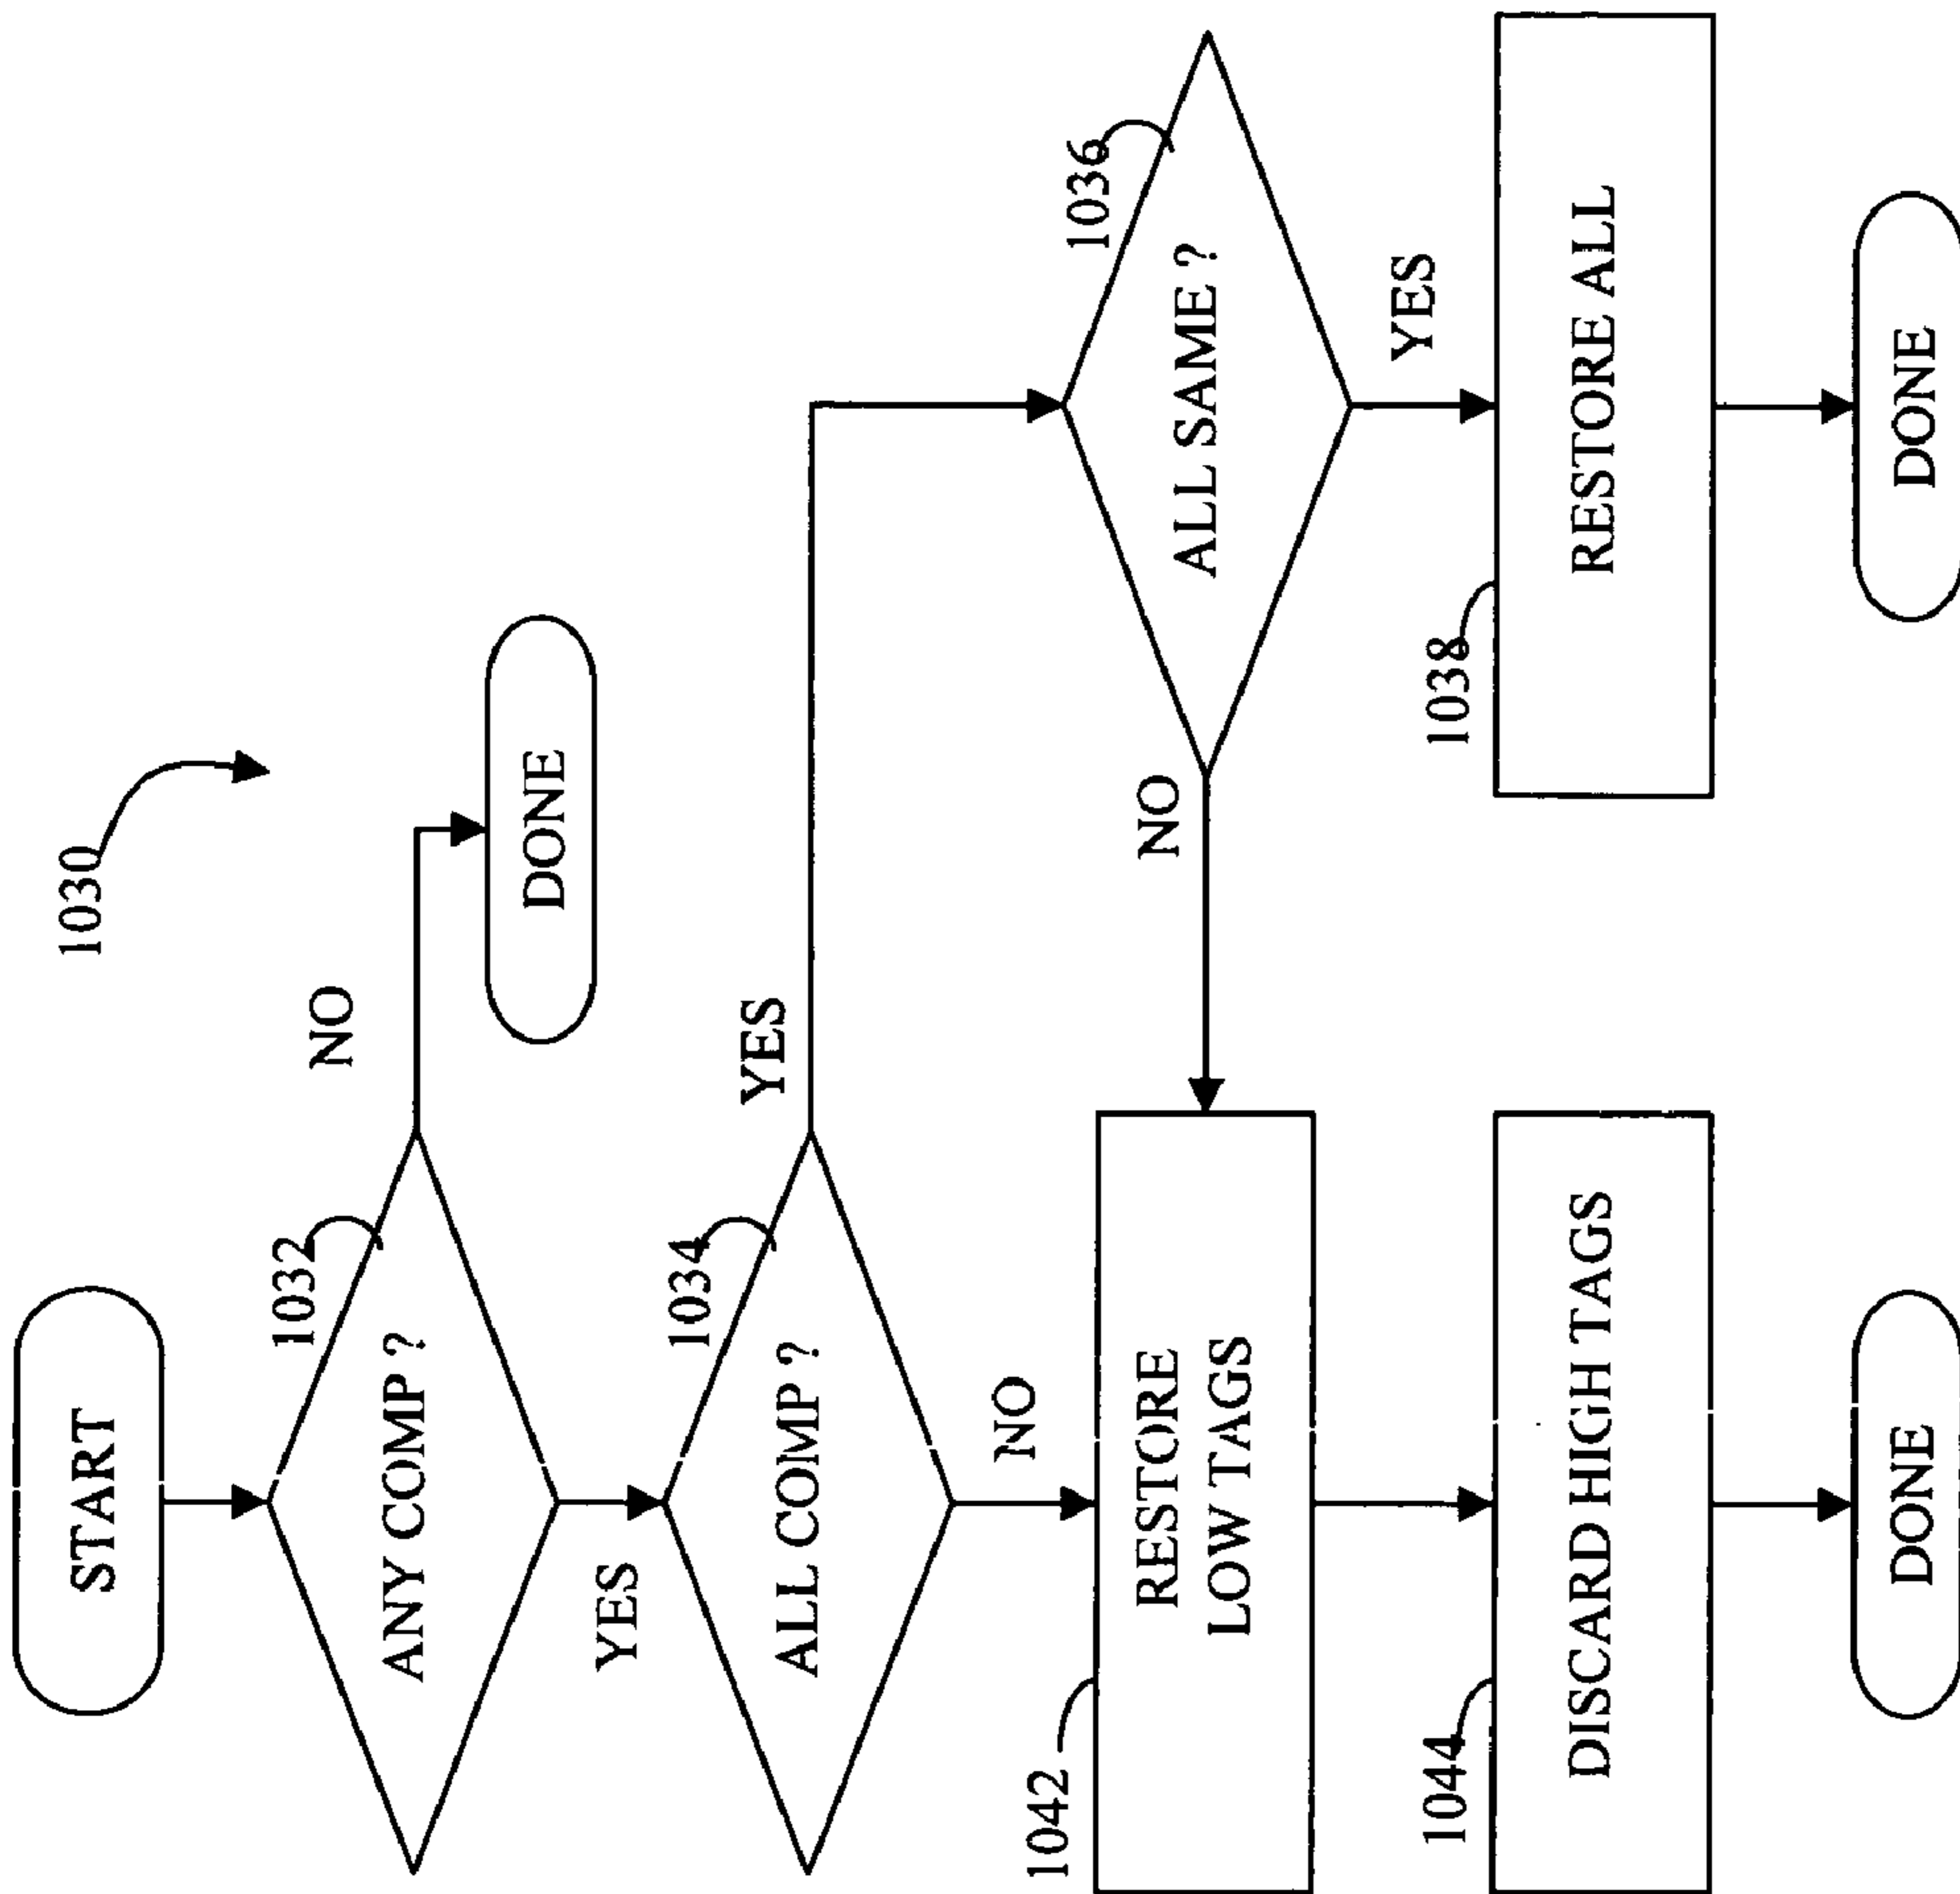 1030
START
1032
ANY COMP ?
NO
DONE
YES
1034
ALL COMP ?
YES
NO
1036
ALL SAME ?
NO
YES
1042
RESTORE
LOW TAGS
1038
RESTORE ALL
1044
DISCARD HIGH TAGS
DONE
DONE